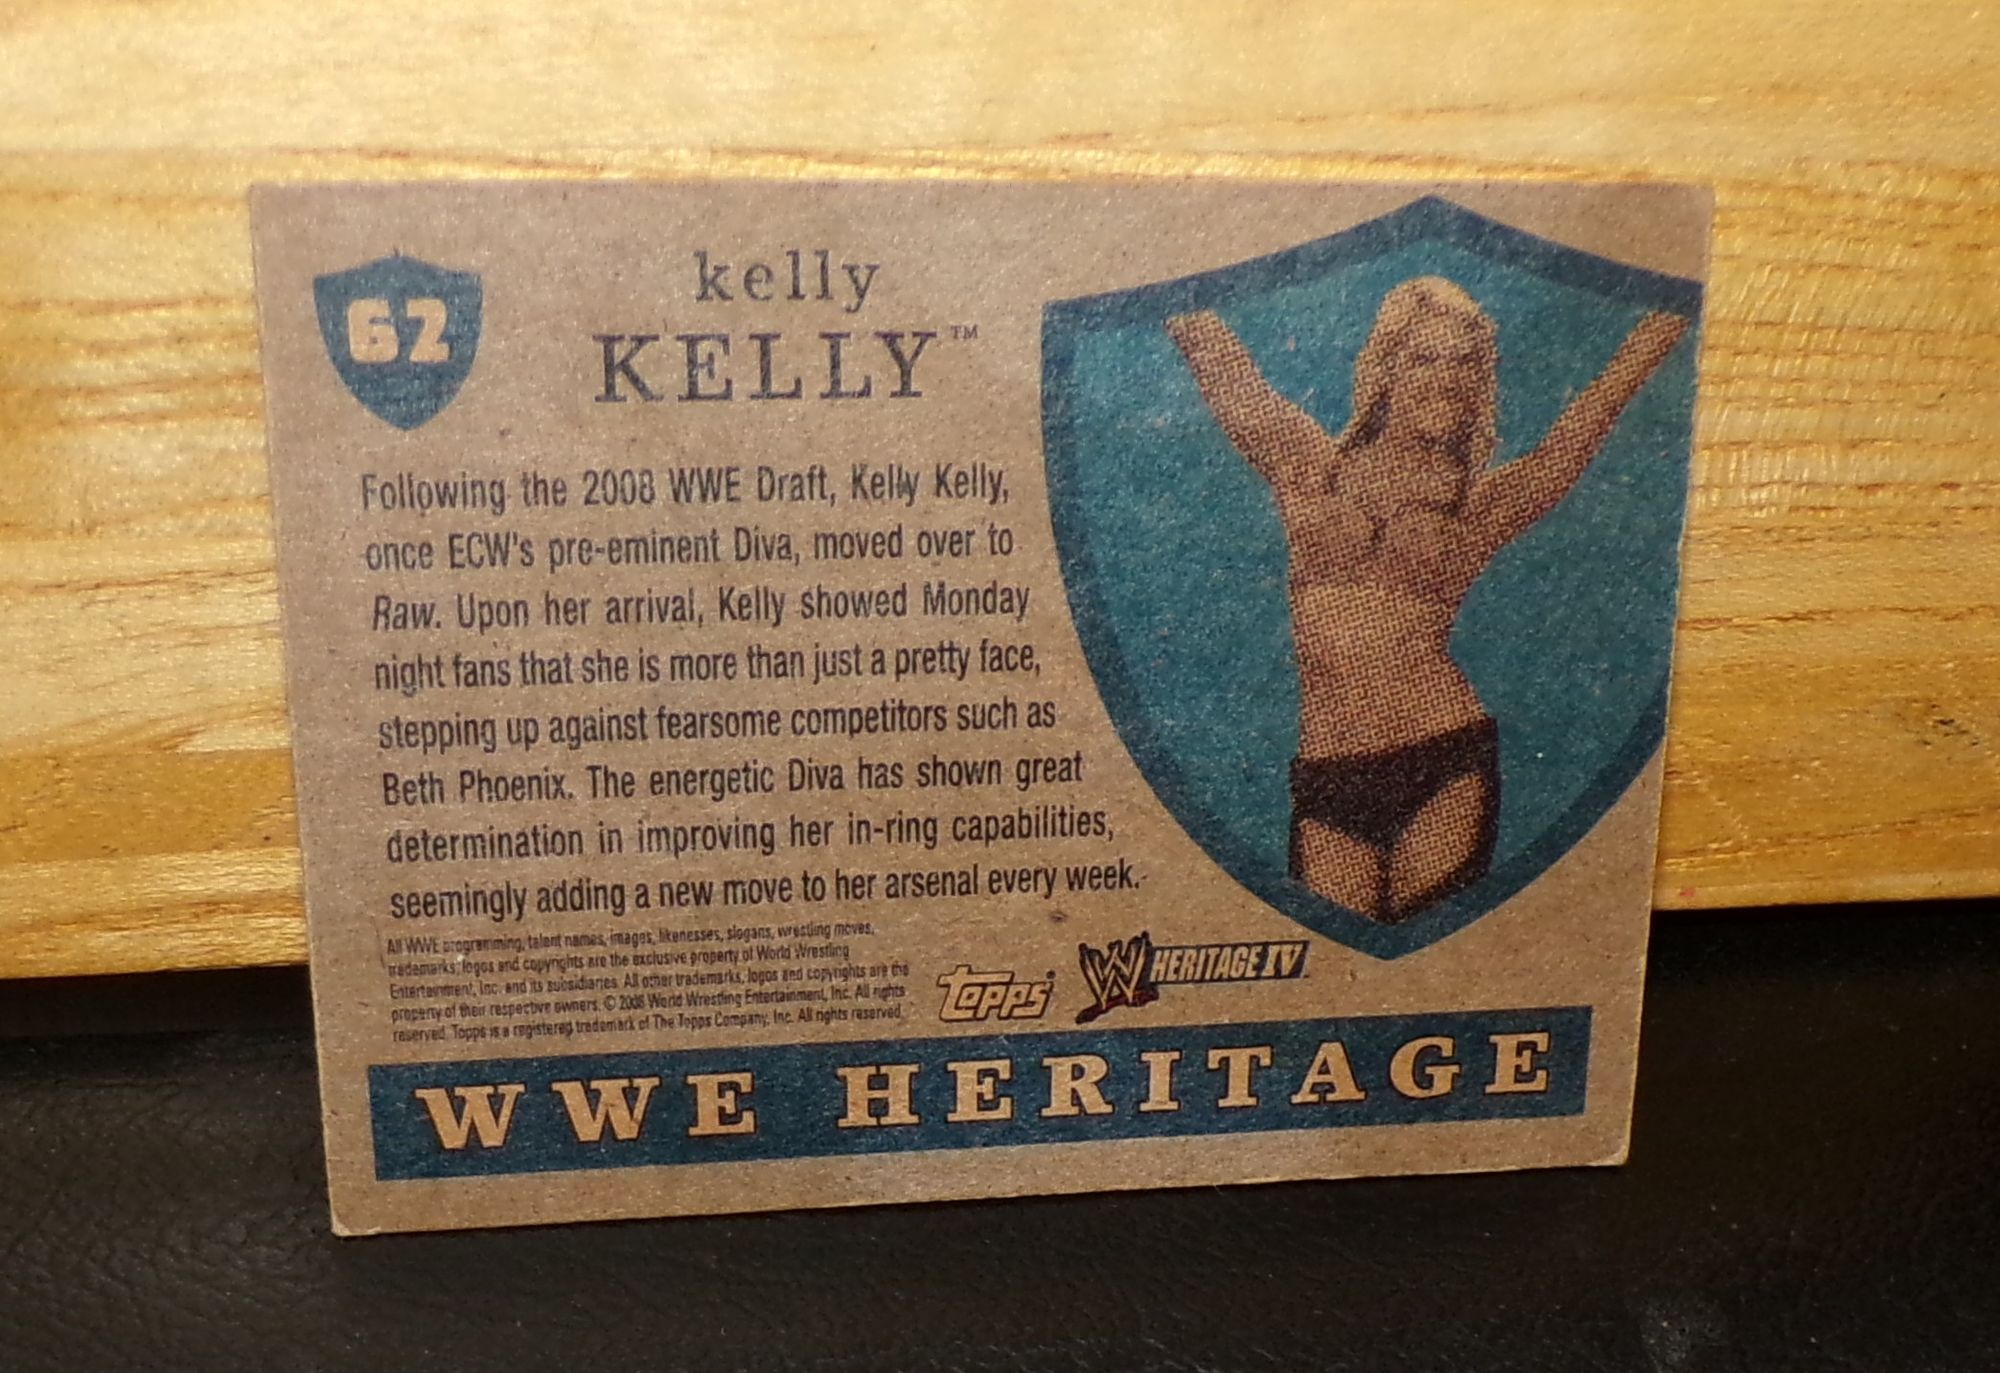 62
kelly
KELLY™
Following the 2008 WWE Draft, Kelly Kelly,
once ECW's pre-eminent Diva, moved over to
Raw. Upon her arrival, Kelly showed Monday
night fans that she is more than just a pretty face,
stepping up against fearsome competitors such as
Beth Phoenix. The energetic Diva has shown great
determination in improving her in-ring capabilities,
seemingly adding a new move to her arsenal every week.
All WWE programming, talent names, images, likenesses, slogans, wrestling moves,
trademarks, logos and copyrights are the exclusive property of World Wrestling
Entertainment, Inc. and its subsidiaries. All other trademarks, logos and copyrights are the
property of their respective owners. © 2008 World Wrestling Entertainment, Inc. All rights
reserved. Topps is a registered trademark of The Topps Company, Inc. All rights reserved.
Topps®
W HERITAGE IV
WWE HERITAGE